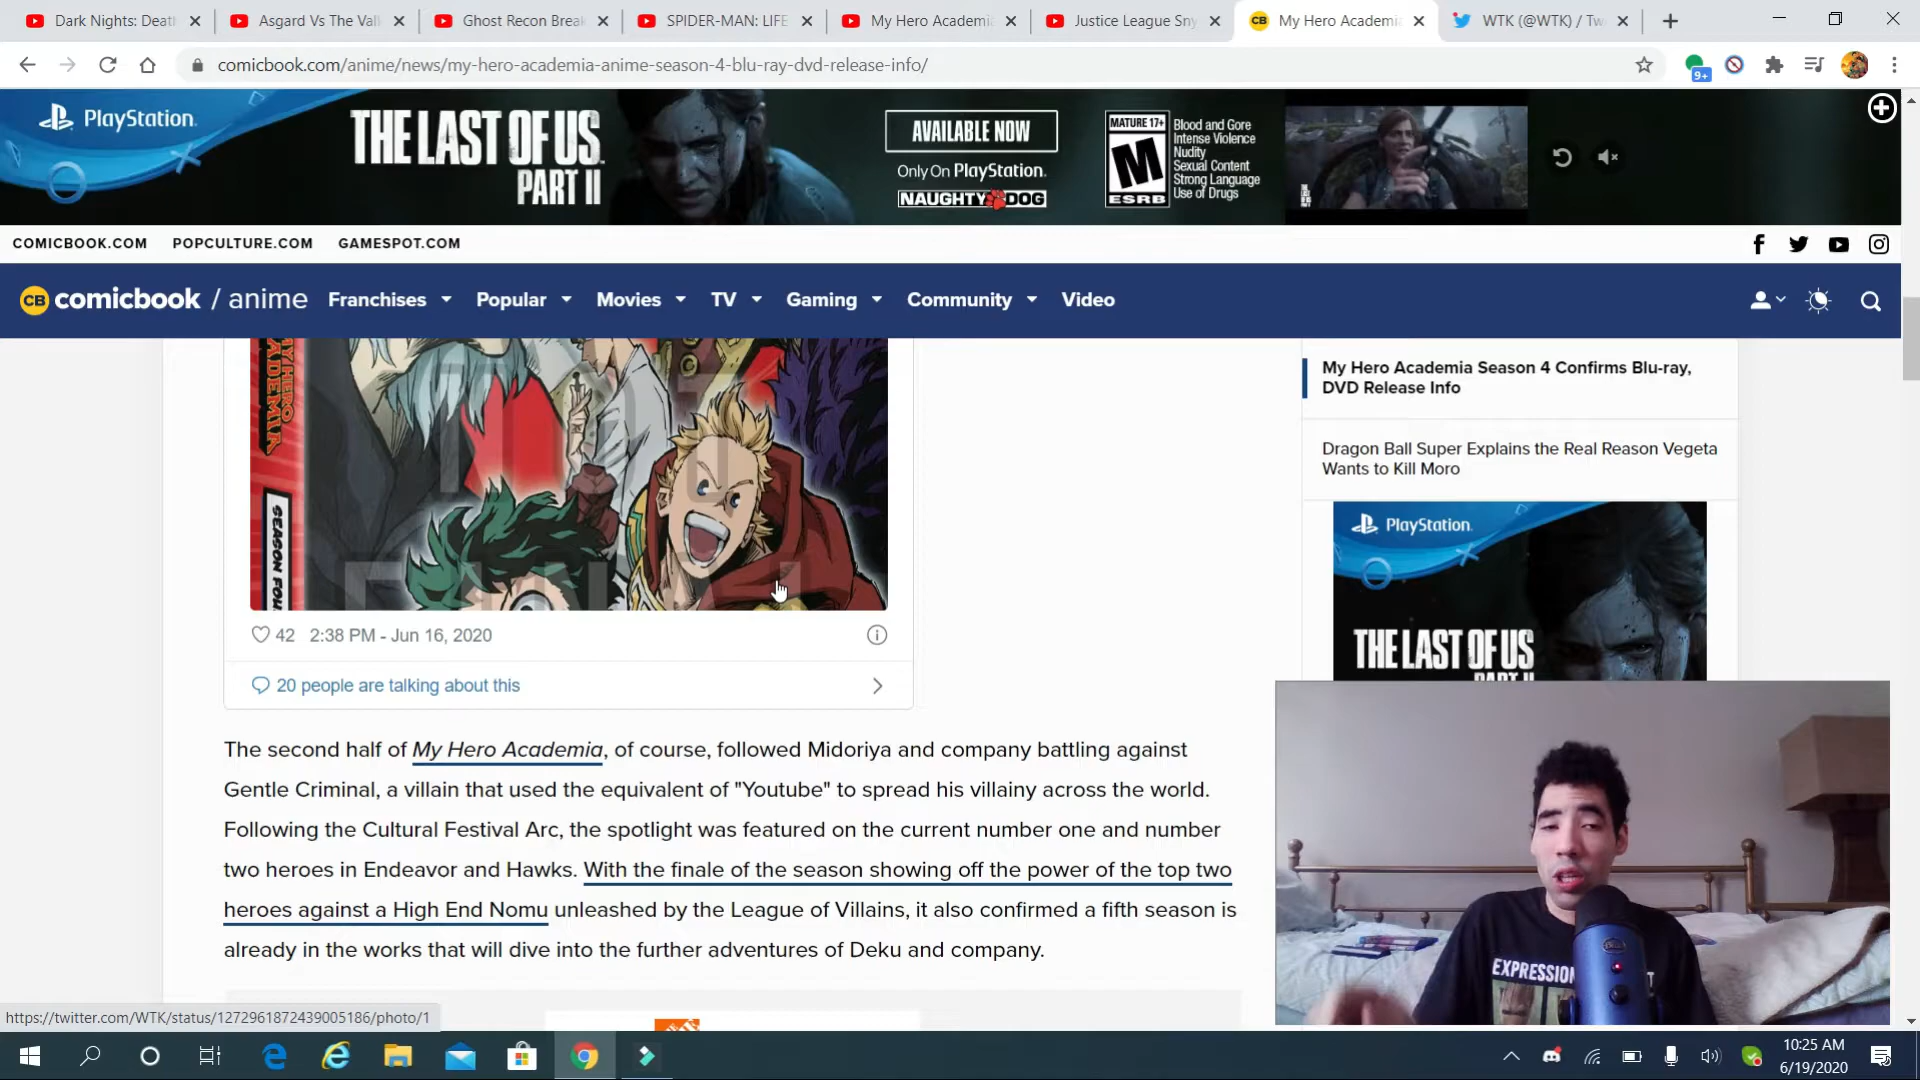 Dark Nights: Deat
Asgard Vs The Valk
Ghost Recon Break
SPIDER-MAN: LIFE
My Hero Academia
Justice League Sny
My Hero Academia
WTK (@WTK) / Tw
comicbook.com/anime/news/my-hero-academia-anime-season-4-blu-ray-dvd-release-info/
9+
PlayStation.
THE LAST OF US
PART II
AVAILABLE NOW
Only On PlayStation.
NAUGHTY DOG
MATURE 17+
M
ESRB
Blood and Gore
Intense Violence
Nudity
Sexual Content
Strong Language
Use of Drugs
COMICBOOK.COM POPCULTURE.COM GAMESPOT.COM
CB comicbook / anime Franchises Popular Movies TV Gaming Community Video
MY HERO
ACADEMIA
SEASON FOUR
My Hero Academia Season 4 Confirms Blu-ray,
DVD Release Info
Dragon Ball Super Explains the Real Reason Vegeta
Wants to Kill Moro
PlayStation.
THE LAST OF US
PART II
42 2:38 PM - Jun 16, 2020
20 people are talking about this
The second half of My Hero Academia, of course, followed Midoriya and company battling against
Gentle Criminal, a villain that used the equivalent of "Youtube" to spread his villainy across the world.
Following the Cultural Festival Arc, the spotlight was featured on the current number one and number
two heroes in Endeavor and Hawks. With the finale of the season showing off the power of the top two
heroes against a High End Nomu unleashed by the League of Villains, it also confirmed a fifth season is
already in the works that will dive into the further adventures of Deku and company.
EXPRESSION
https://twitter.com/WTK/status/1272961872439005186/photo/1
10:25 AM
6/19/2020